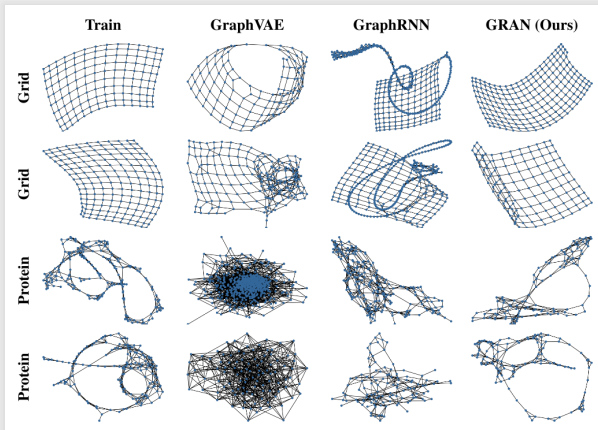 Train GraphVAE GraphRNN GRAN (Ours)
Grid
Grid
Protein
Protein